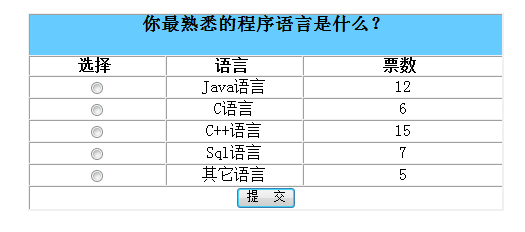 你最熟悉的程序语言是什么？
选择 语言 票数
Java语言 12
C语言 6
C++语言 15
Sql语言 7
其它语言 5
提 交